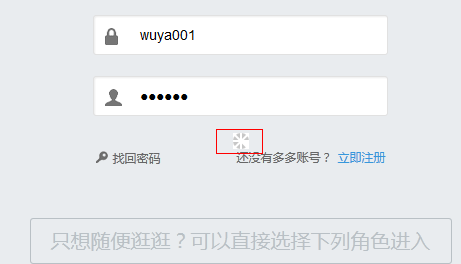 wuya001
••••••
找回密码 还没有多多账号？ 立即注册
只想随便逛逛？可以直接选择下列角色进入